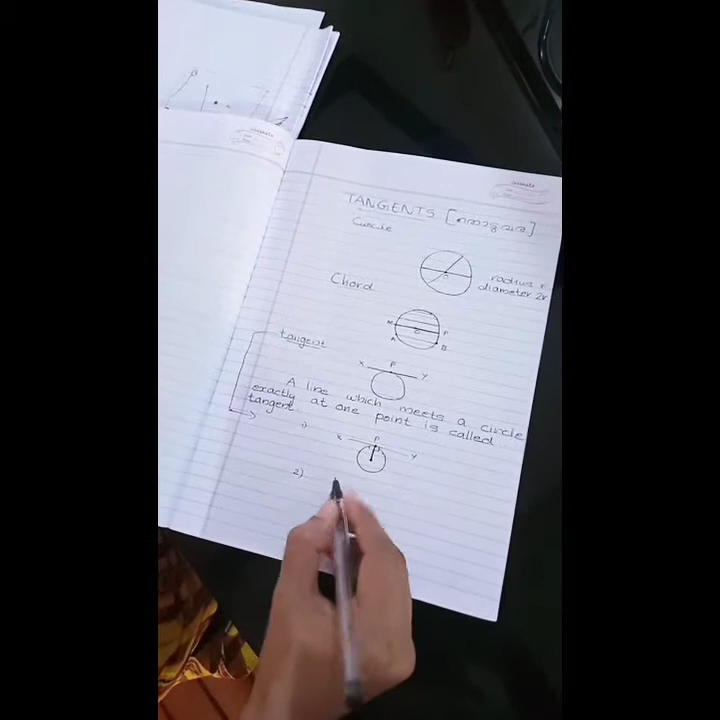 TANGENTS [തൊടുവര]
Circle
radius r
diameter 2r
Chord
M
P
A
B
tangent
X P Y
A line which meets a circle
exactly at one point is called
tangent.
1)
X P Y
2)